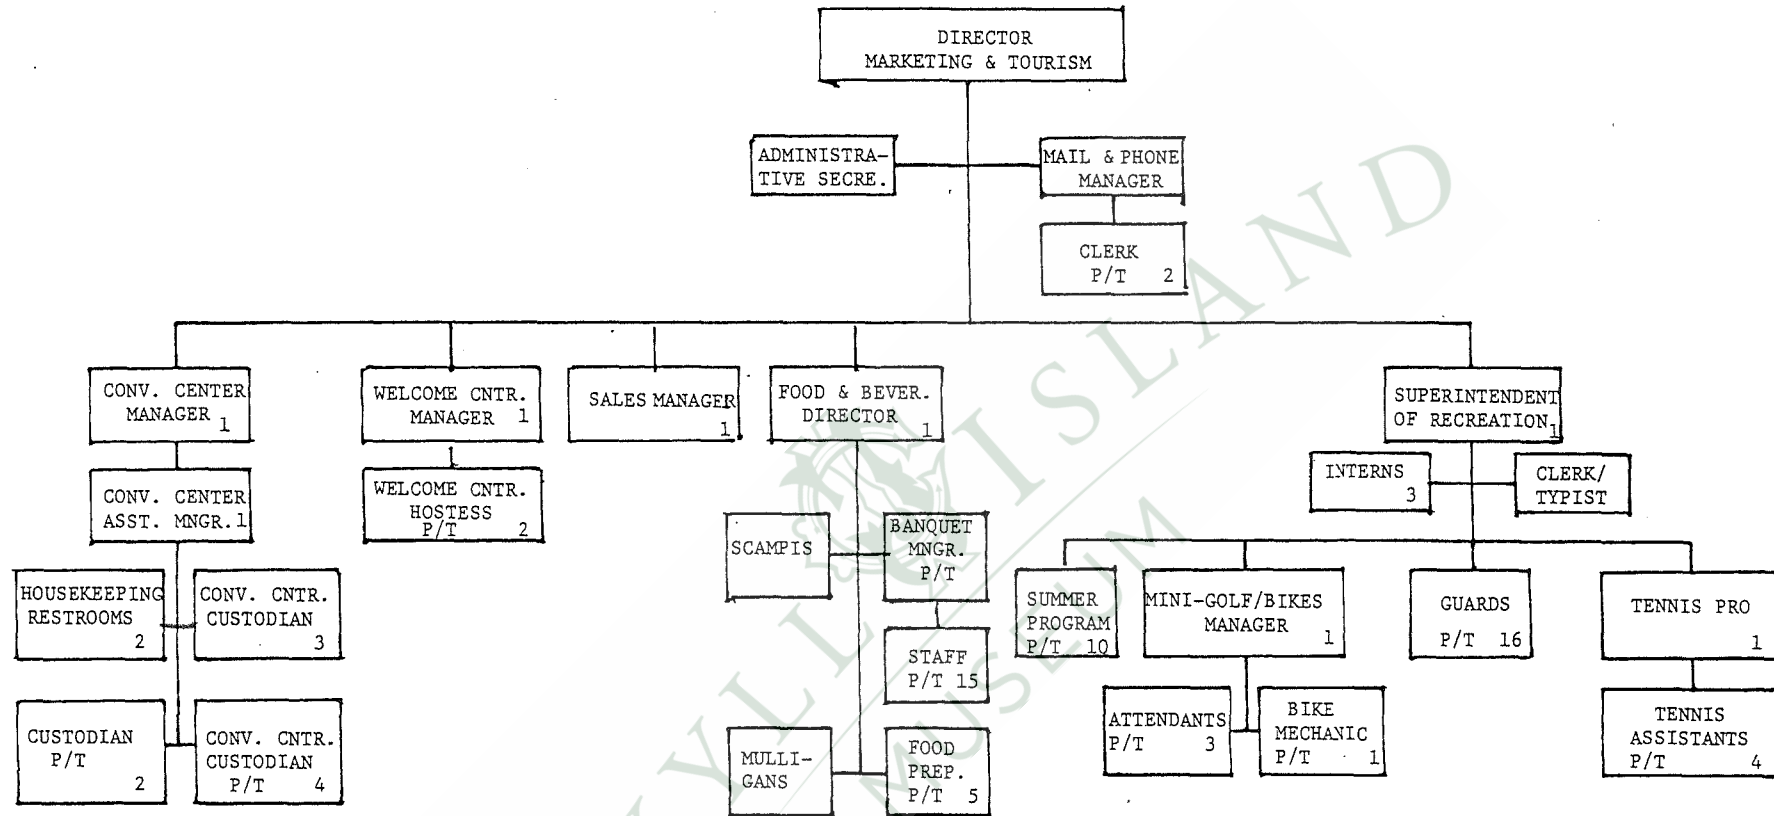 DIRECTOR
MARKETING & TOURISM
ADMINISTRA-
TIVE SECRE.
MAIL & PHONE
MANAGER
CLERK
P/T 2
CONV. CENTER
MANAGER 1
WELCOME CNTR.
MANAGER 1
SALES MANAGER
1
FOOD & BEVER.
DIRECTOR 1
SUPERINTENDENT
OF RECREATION 1
CONV. CENTER
ASST. MNGR. 1
WELCOME CNTR.
HOSTESS
P/T 2
INTERNS
3
CLERK/
TYPIST
HOUSEKEEPING
RESTROOMS
2
CONV. CNTR.
CUSTODIAN
3
CUSTODIAN
P/T
2
CONV. CNTR.
CUSTODIAN
P/T 4
SCAMPIS
BANQUET
MNGR.
P/T
STAFF
P/T 15
MULLI-
GANS
FOOD
PREP.
P/T 5
SUMMER
PROGRAM
P/T 10
MINI-GOLF/BIKES
MANAGER
1
ATTENDANTS
P/T 3
BIKE
MECHANIC
P/T 1
GUARDS
P/T 16
TENNIS PRO
1
TENNIS
ASSISTANTS
P/T 4
YLL ISLAND
MUSEUM